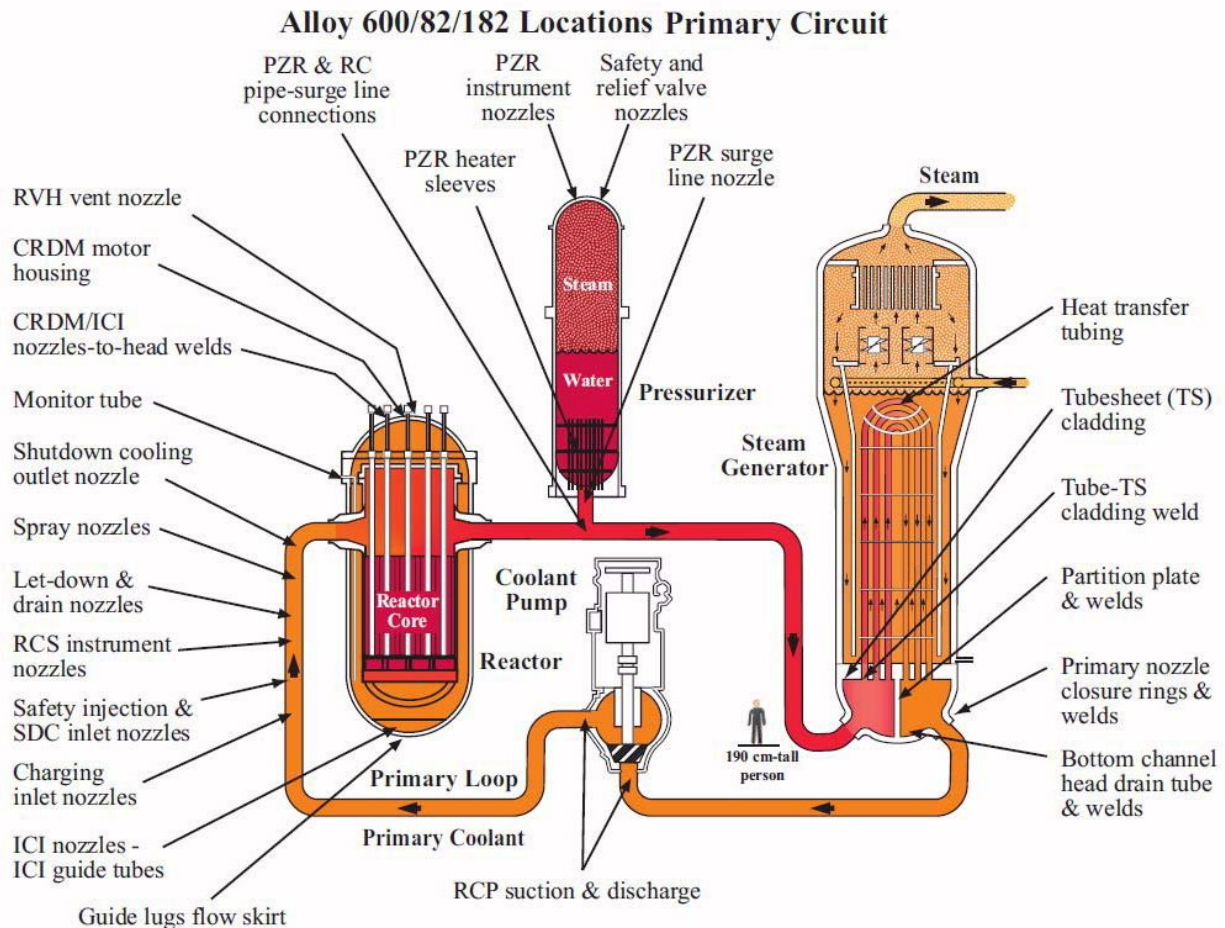 Alloy 600/82/182 Locations Primary Circuit
PZR & RC
pipe-surge line
connections
PZR
instrument
nozzles
Safety and
relief valve
nozzles
PZR heater
sleeves
PZR surge
line nozzle
Steam
RVH vent nozzle
CRDM motor
housing
CRDM/ICI
nozzles-to-head welds
Monitor tube
Shutdown cooling
outlet nozzle
Spray nozzles
Let-down &
drain nozzles
RCS instrument
nozzles
Safety injection &
SDC inlet nozzles
Charging
inlet nozzles
ICI nozzles -
ICI guide tubes
Guide lugs flow skirt
Steam
Water
Pressurizer
Reactor
Core
Reactor
Coolant
Pump
Primary Loop
Primary Coolant
RCP suction & discharge
190 cm-tall
person
Steam
Generator
Heat transfer
tubing
Tubesheet (TS)
cladding
Tube-TS
cladding weld
Partition plate
& welds
Primary nozzle
closure rings &
welds
Bottom channel
head drain tube
& welds